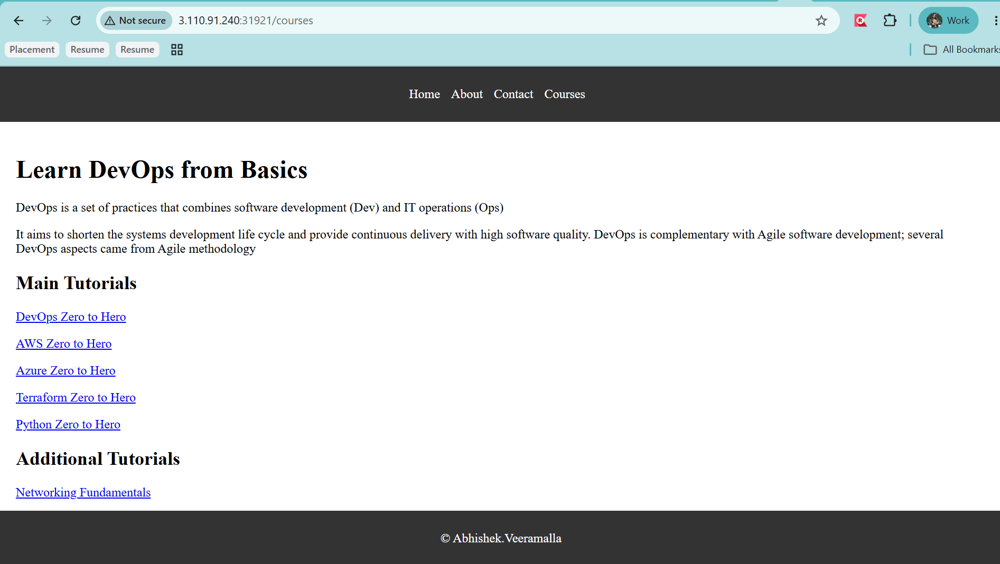 Not secure 3.110.91.240:31921/courses Work
Placement Resume Resume All Bookmarks
Home About Contact Courses
Learn DevOps from Basics
DevOps is a set of practices that combines software development (Dev) and IT operations (Ops)
It aims to shorten the systems development life cycle and provide continuous delivery with high software quality. DevOps is complementary with Agile software development; several
DevOps aspects came from Agile methodology
Main Tutorials
DevOps Zero to Hero
AWS Zero to Hero
Azure Zero to Hero
Terraform Zero to Hero
Python Zero to Hero
Additional Tutorials
Networking Fundamentals
© Abhishek.Veeramalla